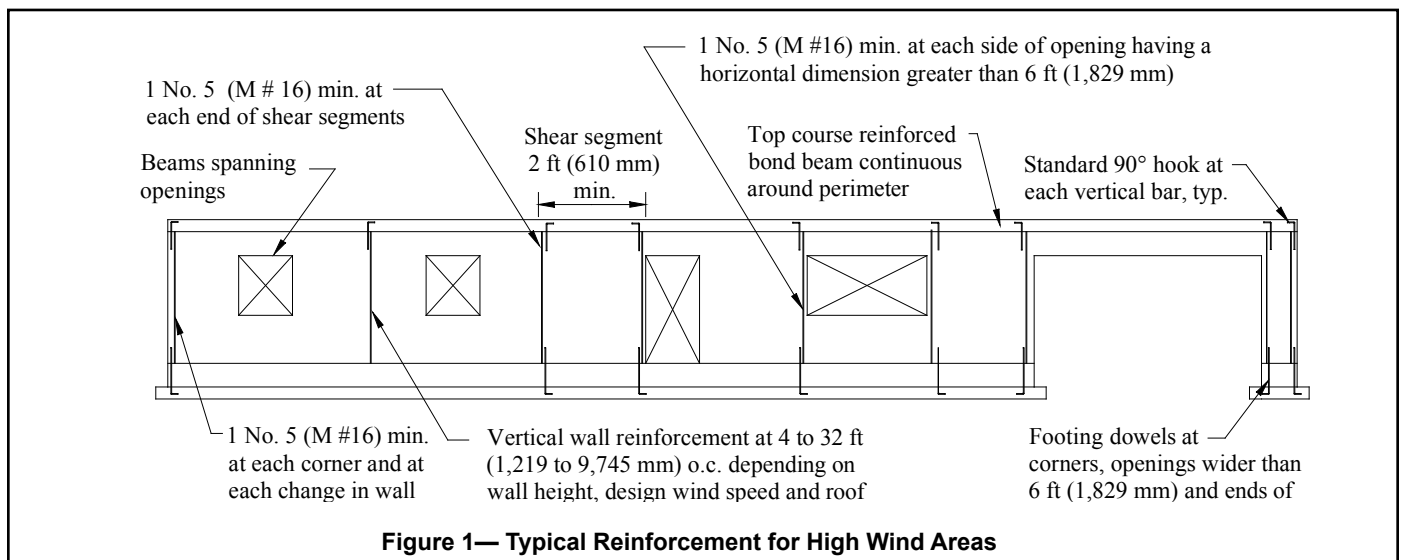 1 No. 5 (M #16) min. at each side of opening having a
horizontal dimension greater than 6 ft (1,829 mm)
1 No. 5 (M # 16) min. at
each end of shear segments
Shear segment
2 ft (610 mm)
min.
Top course reinforced
bond beam continuous
around perimeter
Beams spanning
openings
Standard 90° hook at
each vertical bar, typ.
1 No. 5 (M #16) min.
at each corner and at
each change in wall
Vertical wall reinforcement at 4 to 32 ft
(1,219 to 9,745 mm) o.c. depending on
wall height, design wind speed and roof
Footing dowels at
corners, openings wider than
6 ft (1,829 mm) and ends of
Figure 1— Typical Reinforcement for High Wind Areas